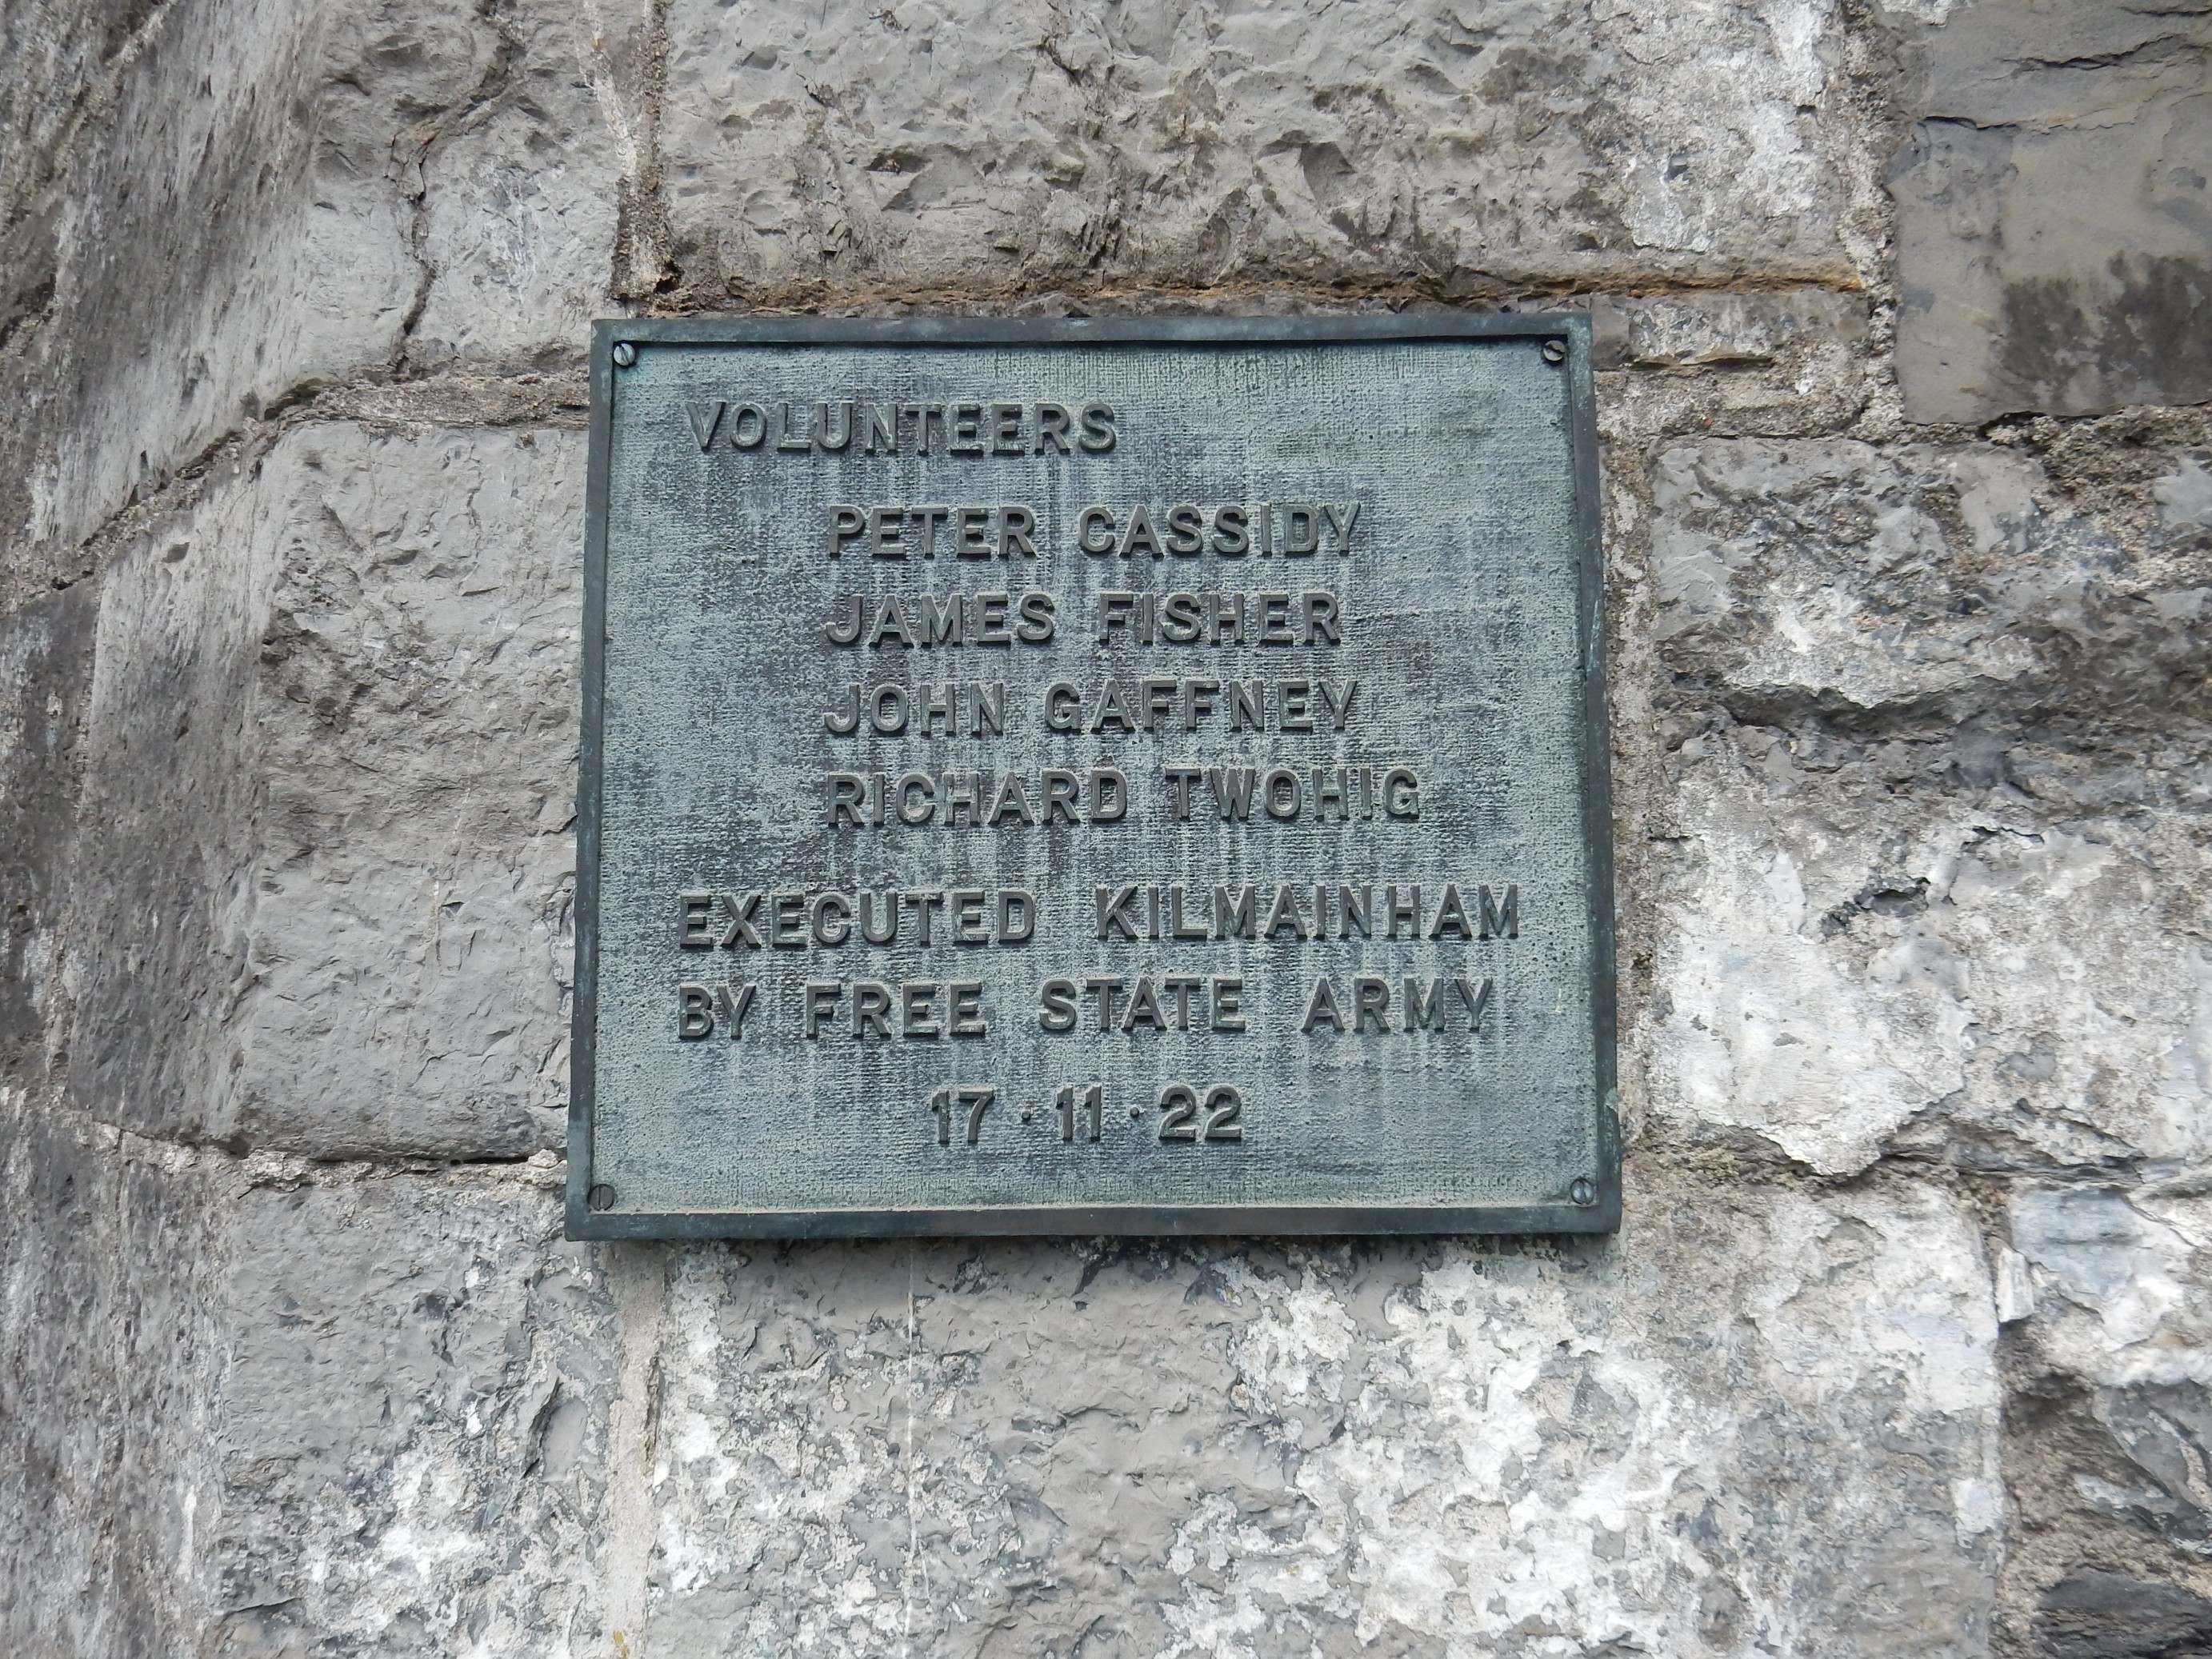 VOLUNTEERS
PETER CASSIDY
JAMES FISHER
JOHN GAFFNEY
RICHARD TWOHIG
EXECUTED KILMAINHAM
BY FREE STATE ARMY
17·11·22